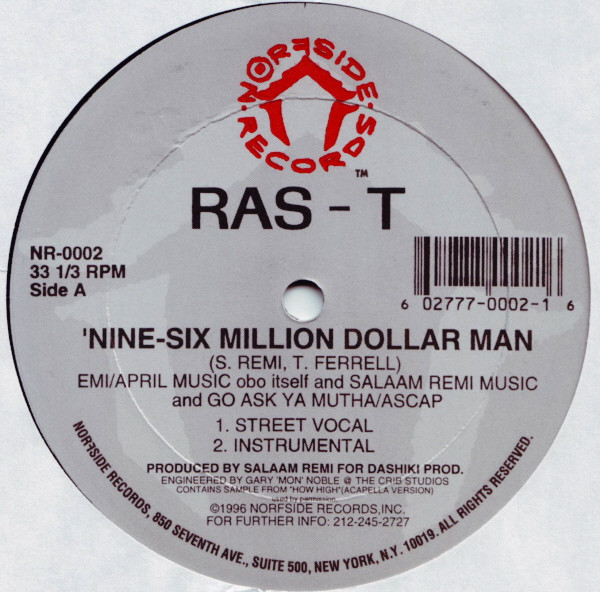 NORFSIDE·RECORDS·
TM
RAS - T
NR-0002
33 1/3 RPM
Side A
6 02777-0002-1 6
'NINE-SIX MILLION DOLLAR MAN
(S. REMI, T. FERRELL)
EMI/APRIL MUSIC obo itself and SALAAM REMI MUSIC
and GO ASK YA MUTHA/ASCAP
1. STREET VOCAL
2. INSTRUMENTAL
PRODUCED BY SALAAM REMI FOR DASHIKI PROD.
ENGINEERED BY GARY 'MON' NOBLE @ THE CRIB STUDIOS
CONTAINS SAMPLE FROM "HOW HIGH"(ACAPELLA VERSION)
used by permission
©1996 NORFSIDE RECORDS,INC.
FOR FURTHER INFO: 212-245-2727
NORFSIDE RECORDS, 850 SEVENTH AVE., SUITE 500, NEW YORK, N.Y. 10019. ALL RIGHTS RESERVED.